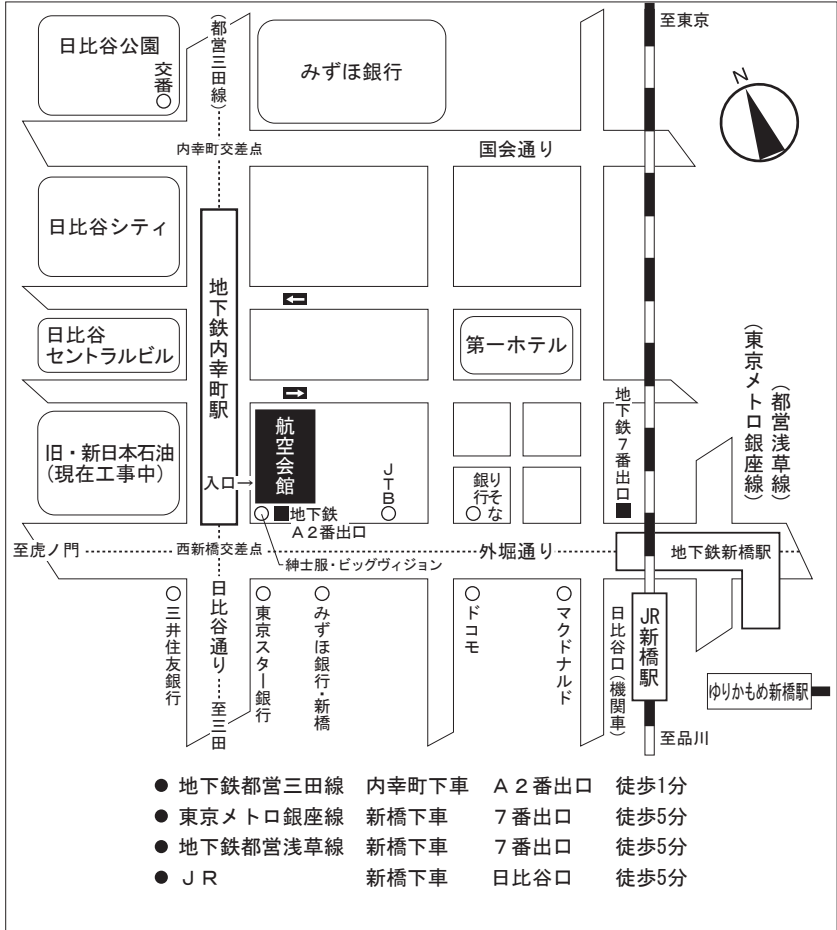 至東京
日比谷公園
交番
(都営三田線)
みずほ銀行
N
内幸町交差点
国会通り
日比谷シティ
地下鉄内幸町駅
日比谷
セントラルビル
第一ホテル
(東京メトロ銀座線)
(都営浅草線)
旧・新日本石油
(現在工事中)
入口→
航空会館
地下鉄
A2番出口
JTB
りそな
銀行
地下鉄7番出口
至虎ノ門
西新橋交差点
紳士服・ビッグヴィジョン
外堀通り
地下鉄新橋駅
三井住友銀行
日比谷通り
至三田
東京スター銀行
みずほ銀行・新橋
ドコモ
マクドナルド
日比谷口(機関車)
JR新橋駅
ゆりかもめ新橋駅
至品川
● 地下鉄都営三田線 内幸町下車 A2番出口 徒歩1分
● 東京メトロ銀座線 新橋下車 7番出口 徒歩5分
● 地下鉄都営浅草線 新橋下車 7番出口 徒歩5分
● JR 新橋下車 日比谷口 徒歩5分